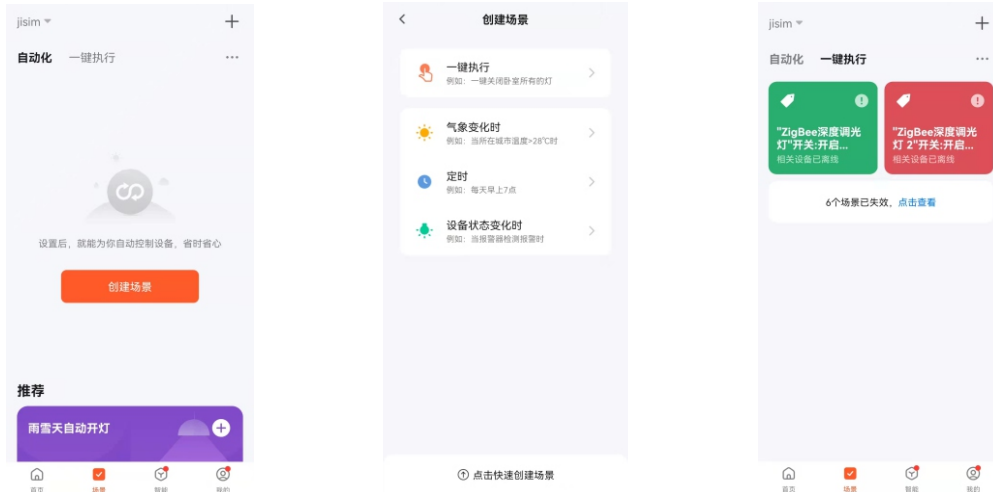 jisim
自动化 一键执行
设置后，就能为你自动控制设备，省时省心
创建场景
推荐
雨雪天自动开灯
首页 场景 智能 我的
创建场景
一键执行
例如：一键关闭卧室所有的灯
气象变化时
例如：当所在城市温度>28℃时
定时
例如：每天早上7点
设备状态变化时
例如：当报警器检测报警时
点击快速创建场景
jisim
自动化 一键执行
"ZigBee深度调光
灯"开关:开启...
相关设备已离线
"ZigBee深度调光
灯 2"开关:开启...
相关设备已离线
6个场景已失效，点击查看
首页 场景 智能 我的